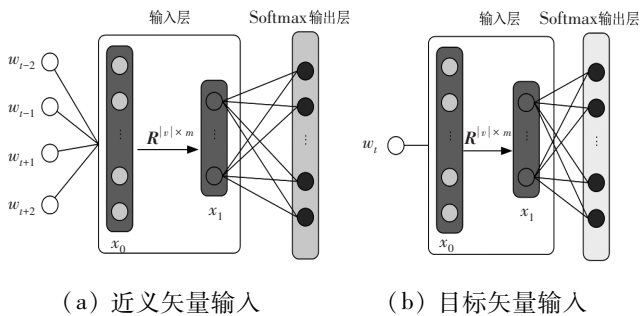 输入层 Softmax输出层
w_{t-2}
w_{t-1}
w_{t+1}
w_{t+2}
R^{|v|×m}
x_0
x_1
(a) 近义矢量输入
输入层 Softmax输出层
w_t
R^{|v|×m}
x_0
x_1
(b) 目标矢量输入